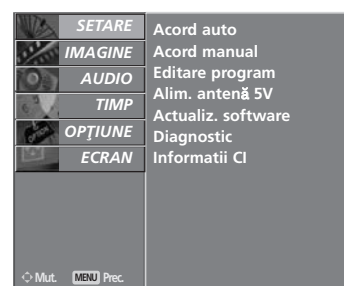 SETARE
IMAGINE
AUDIO
TIMP
OPŢIUNE
ECRAN
Acord auto
Acord manual
Editare program
Alim. antenă 5V
Actualiz. software
Diagnostic
Informatii CI
Mut. MENU Prec.